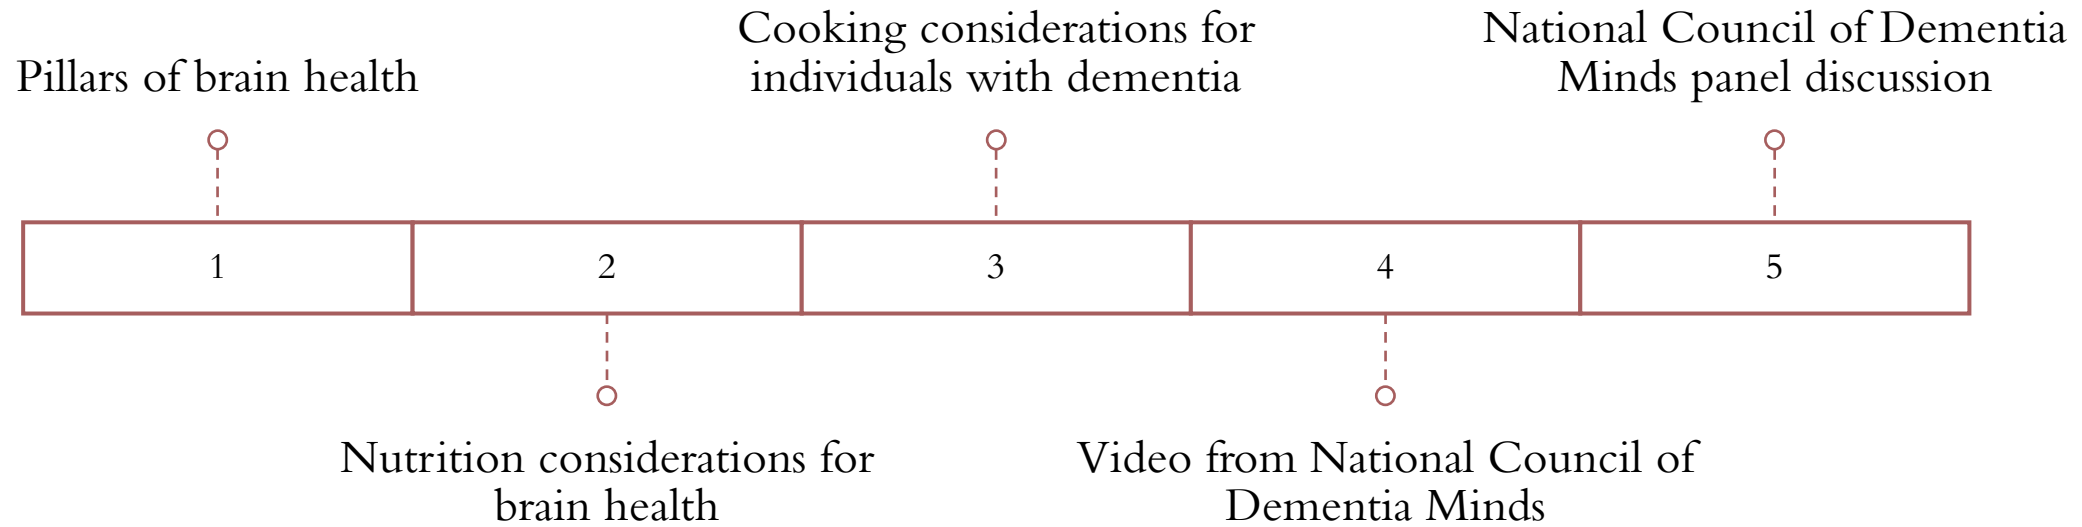 Pillars of brain health
Cooking considerations for
individuals with dementia
National Council of Dementia
Minds panel discussion
1
2
3
4
5
Nutrition considerations for
brain health
Video from National Council of
Dementia Minds